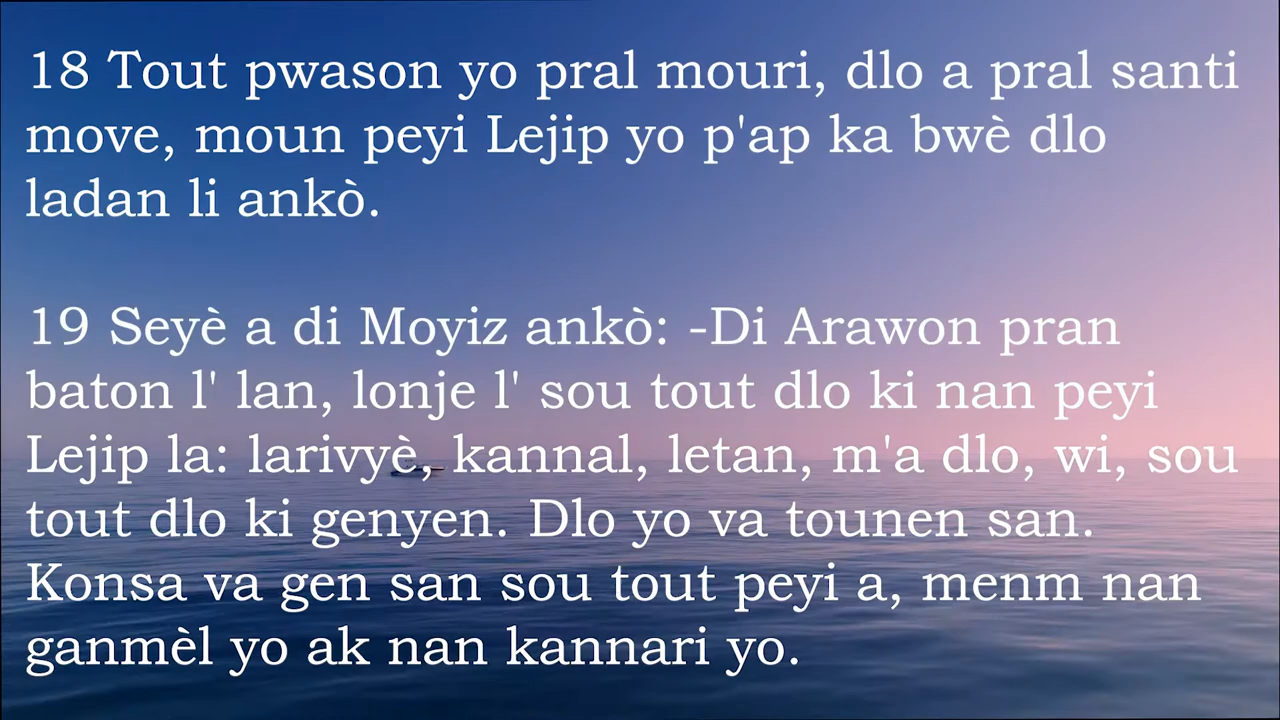 18 Tout pwason yo pral mouri, dlo a pral santi
move, moun peyi Lejip yo p'ap ka bwè dlo
ladan li ankò.
19 Seyè a di Moyiz ankò: -Di Arawon pran
baton l' lan, lonje l' sou tout dlo ki nan peyi
Lejip la: larivyè, kannal, letan, m'a dlo, wi, sou
tout dlo ki genyen. Dlo yo va tounen san.
Konsa va gen san sou tout peyi a, menm nan
ganmèl yo ak nan kannari yo.